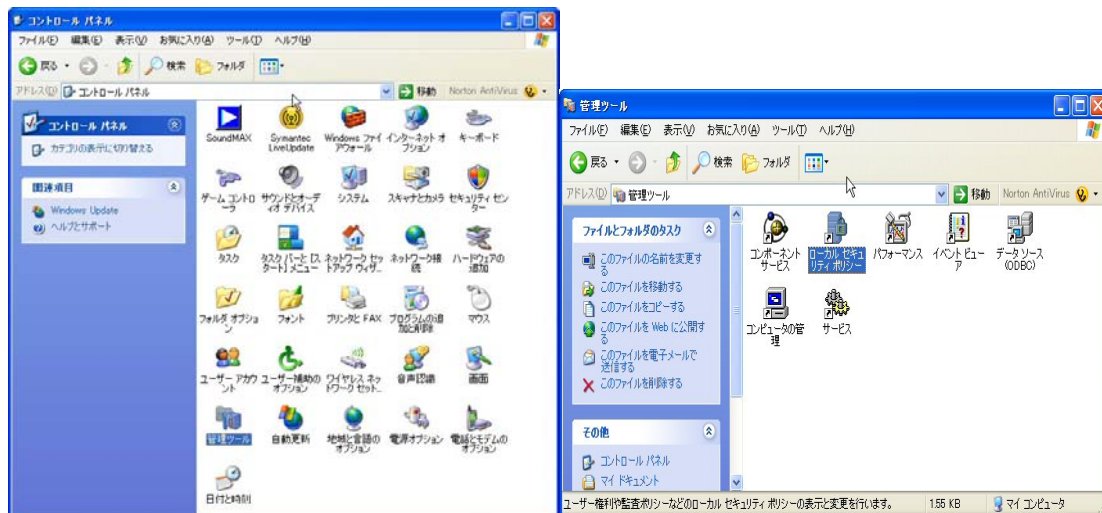 コントロール パネル
ファイル(F) 編集(E) 表示(V) お気に入り(A) ツール(T) ヘルプ(H)
戻る 検索 フォルダ
アドレス(D) コントロール パネル 移動 Norton AntiVirus
コントロール パネル
カテゴリの表示に切り替える
関連項目
Windows Update
ヘルプとサポート
SoundMAX
Symantec
LiveUpdate
Windows ファイ
アウォール
インターネット オ
プション
キーボード
ゲーム コントロ
ーラ
サウンドとオーデ
ィオ デバイス
システム
スキャナとカメラ
セキュリティ セン
ター
タスク
タスク バーと [ス
タート] メニュー
ネットワーク セッ
トアップ ウィザ...
ネットワーク接
続
ハードウェアの
追加
フォルダ オプショ
ン
フォント
プリンタと FAX
プログラムの追
加と削除
マウス
ユーザー アカウ
ント
ユーザー補助の
オプション
ワイヤレス ネッ
トワーク セット...
音声認識
画面
管理ツール
自動更新
地域と言語の
オプション
電源オプション
電話とモデムの
オプション
日付と時刻
管理ツール
ファイル(F) 編集(E) 表示(V) お気に入り(A) ツール(T) ヘルプ(H)
戻る 検索 フォルダ
アドレス(D) 管理ツール 移動 Norton AntiVirus
ファイルとフォルダのタスク
このファイルの名前を変更す
る
このファイルを移動する
このファイルをコピーする
このファイルを Web に公開す
る
このファイルを電子メールで
送信する
このファイルを削除する
その他
コントロール パネル
マイ ドキュメント
コンポーネント
サービス
ローカル セキュ
リティ ポリシー
パフォーマンス
イベント ビュー
ア
データ ソース
(ODBC)
コンピュータの管
理
サービス
ユーザー権利や監査ポリシーなどのローカル セキュリティ ポリシーの表示と変更を行います。 1.55 KB マイ コンピュータ